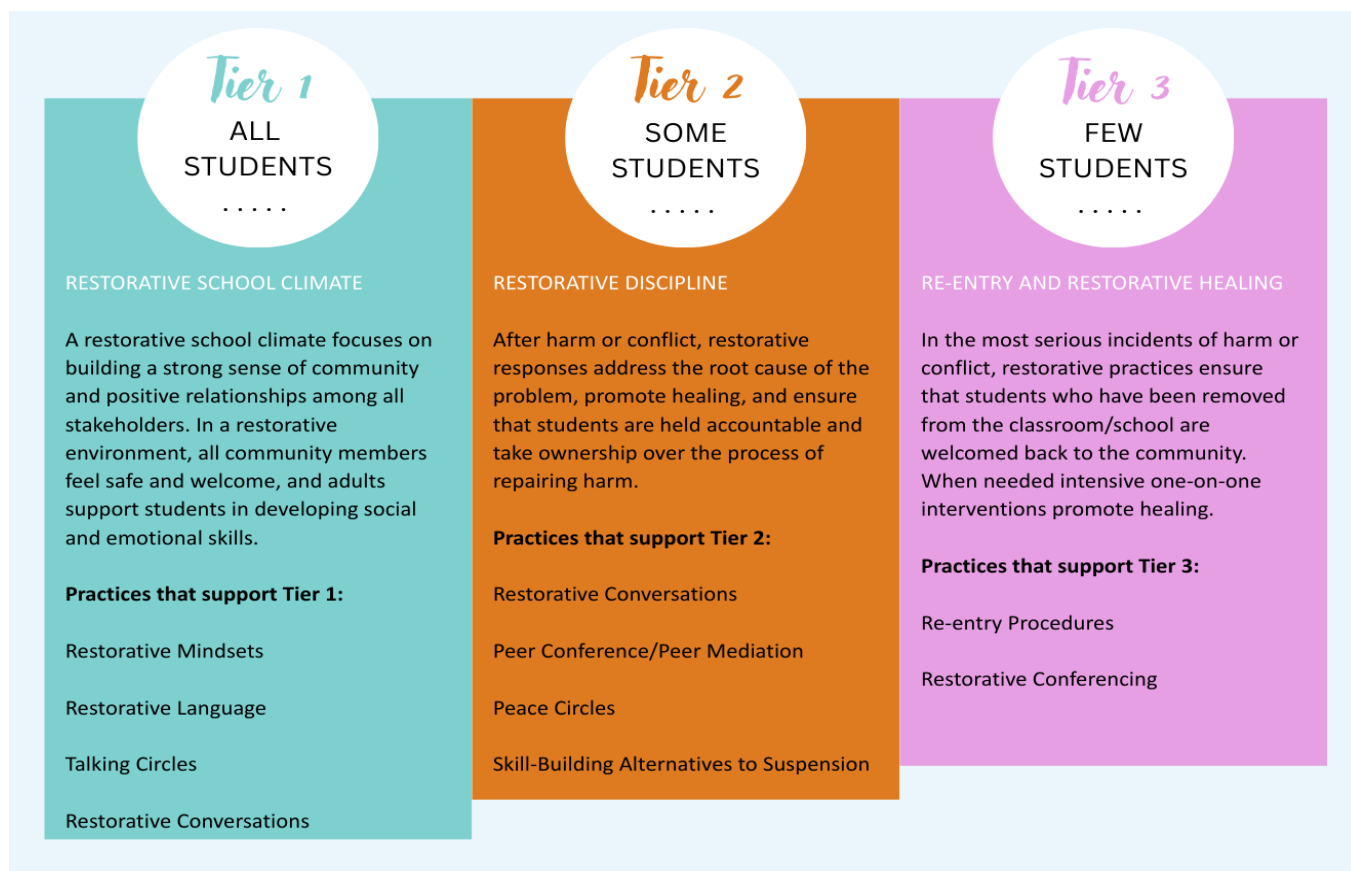 Tier 1
ALL
STUDENTS
. . . . .
RESTORATIVE SCHOOL CLIMATE
A restorative school climate focuses on
building a strong sense of community
and positive relationships among all
stakeholders. In a restorative
environment, all community members
feel safe and welcome, and adults
support students in developing social
and emotional skills.
Practices that support Tier 1:
Restorative Mindsets
Restorative Language
Talking Circles
Restorative Conversations
Tier 2
SOME
STUDENTS
. . . . .
RESTORATIVE DISCIPLINE
After harm or conflict, restorative
responses address the root cause of the
problem, promote healing, and ensure
that students are held accountable and
take ownership over the process of
repairing harm.
Practices that support Tier 2:
Restorative Conversations
Peer Conference/Peer Mediation
Peace Circles
Skill-Building Alternatives to Suspension
Tier 3
FEW
STUDENTS
. . . . .
RE-ENTRY AND RESTORATIVE HEALING
In the most serious incidents of harm or
conflict, restorative practices ensure
that students who have been removed
from the classroom/school are
welcomed back to the community.
When needed intensive one-on-one
interventions promote healing.
Practices that support Tier 3:
Re-entry Procedures
Restorative Conferencing